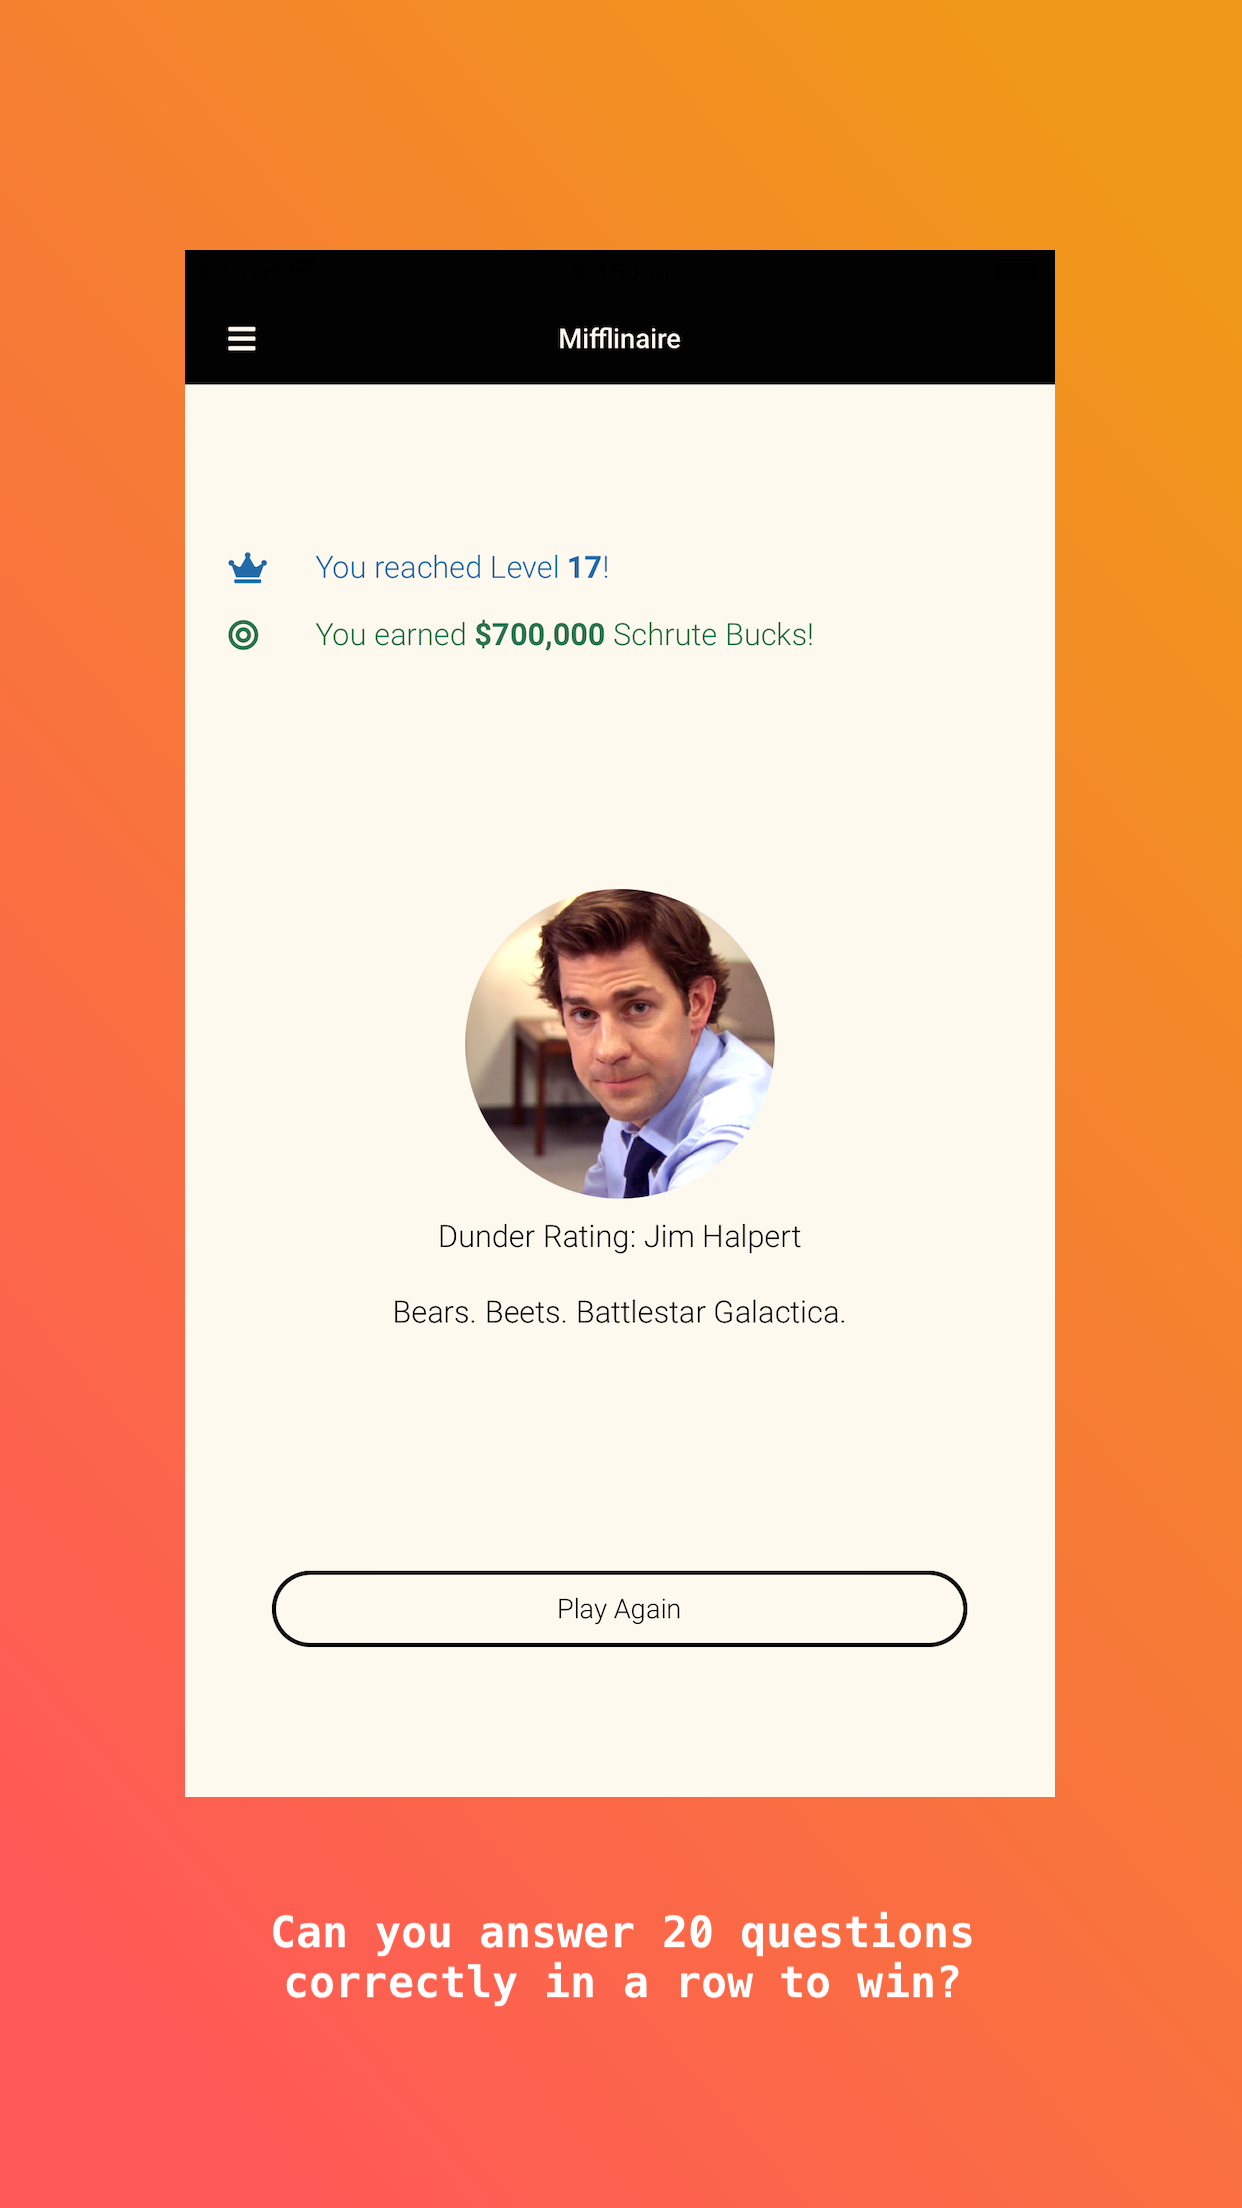 Mifflinaire
You reached Level 17!
You earned $700,000 Schrute Bucks!
Dunder Rating: Jim Halpert
Bears. Beets. Battlestar Galactica.
Play Again
Can you answer 20 questions
correctly in a row to win?